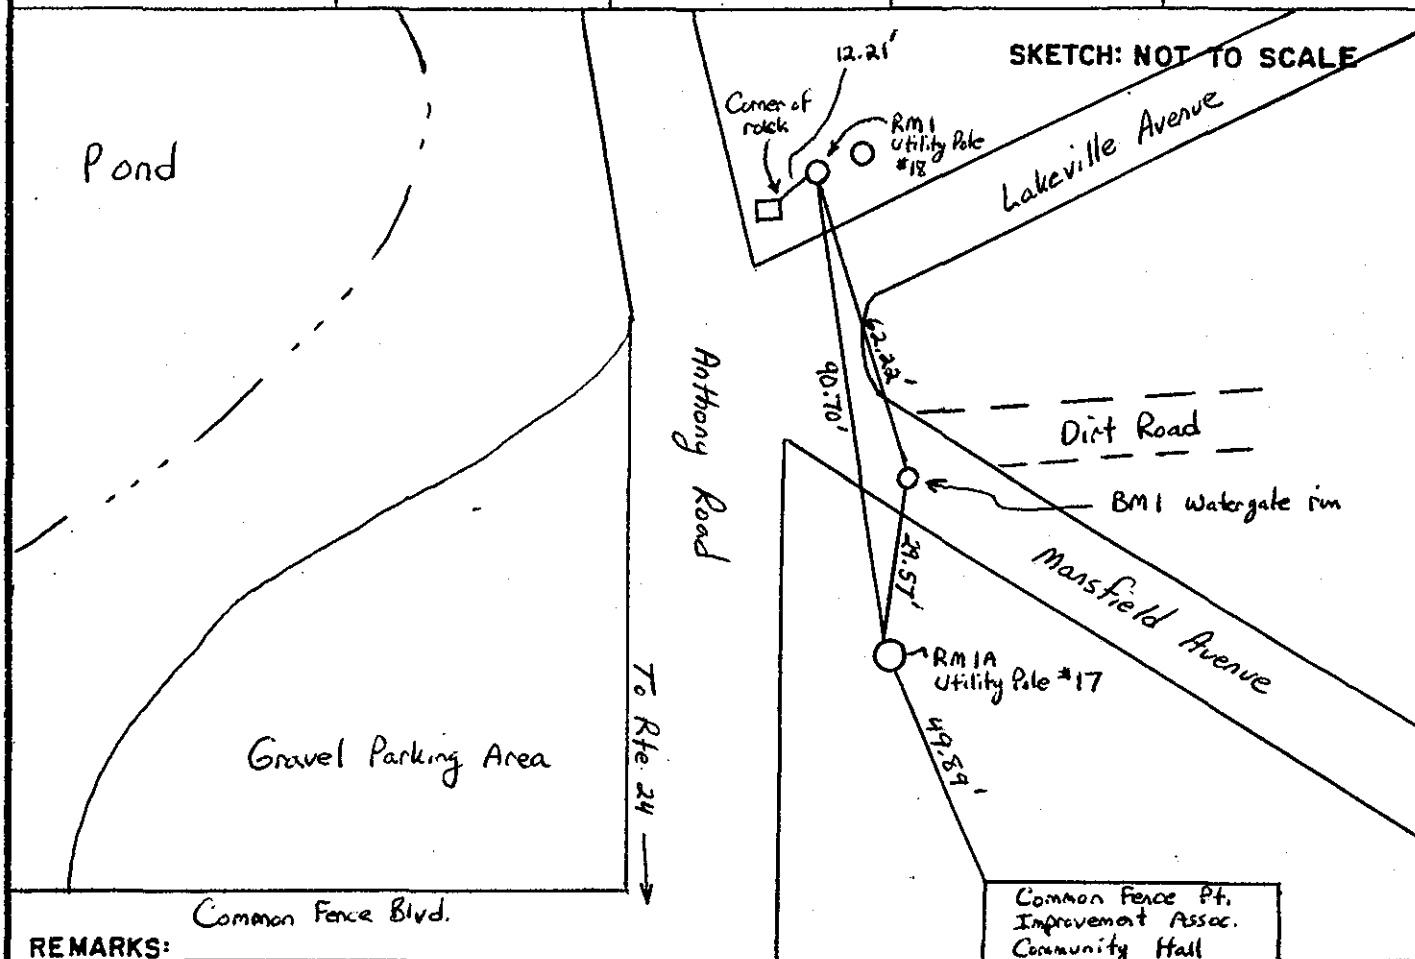 12.21'
SKETCH: NOT TO SCALE
Corner of
rock
RM1
Utility Pole
#18
Pond
Lakeville Avenue
62.22'
90.70'
Anthony Road
Dirt Road
BM1 Watergate rim
29.57'
Mansfield Avenue
RM1A
Utility Pole #17
To Rte. 24
49.89'
Gravel Parking Area
Common Fence Blvd.
Common Fence Pt.
Improvement Assoc.
Community Hall
REMARKS: